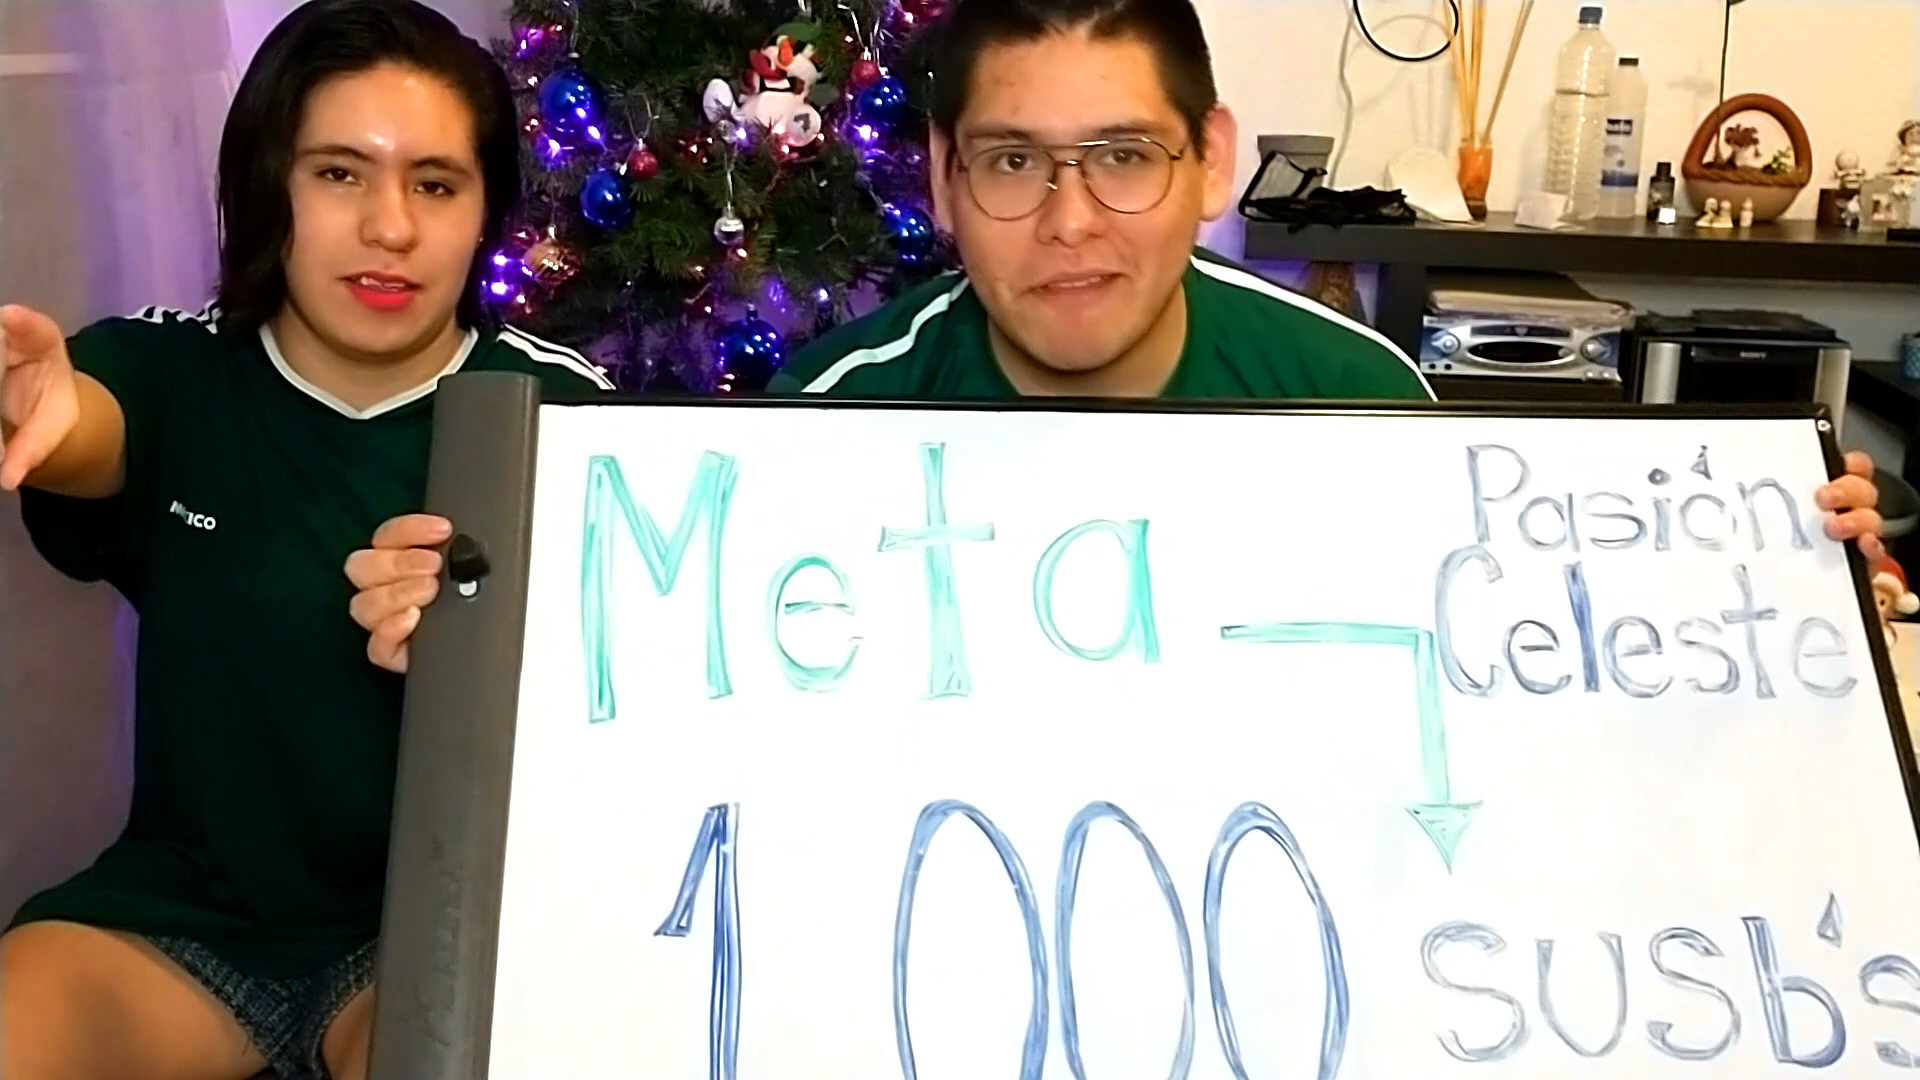 Meta
Pasión
Celeste
1 000 susb's
México